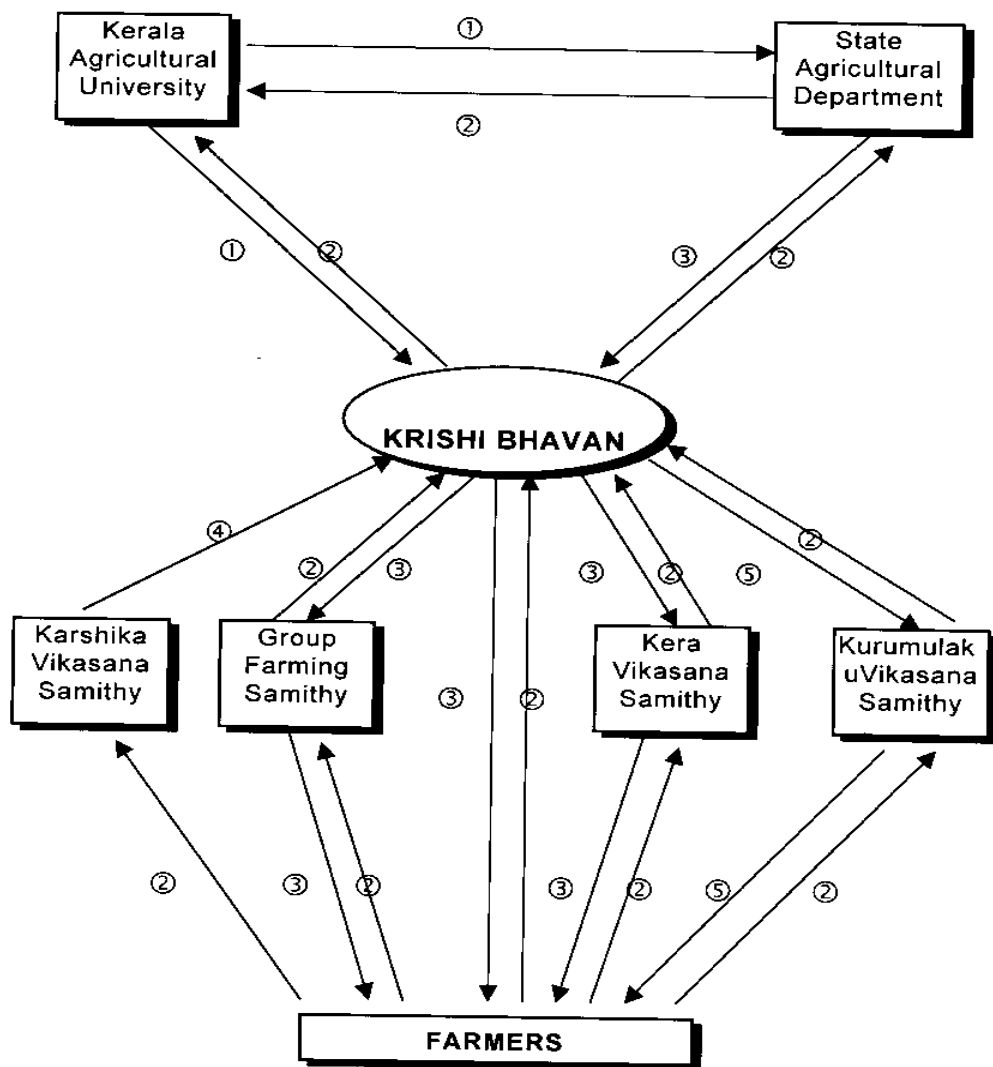 Kerala
Agricultural
University
①
State
Agricultural
Department
②
①
②
③
②
KRISHI BHAVAN
④
②
③
③
②
⑤
②
Karshika
Vikasana
Samithy
Group
Farming
Samithy
③
②
Kera
Vikasana
Samithy
Kurumulak
uVikasana
Samithy
②
③
②
③
②
⑤
②
FARMERS